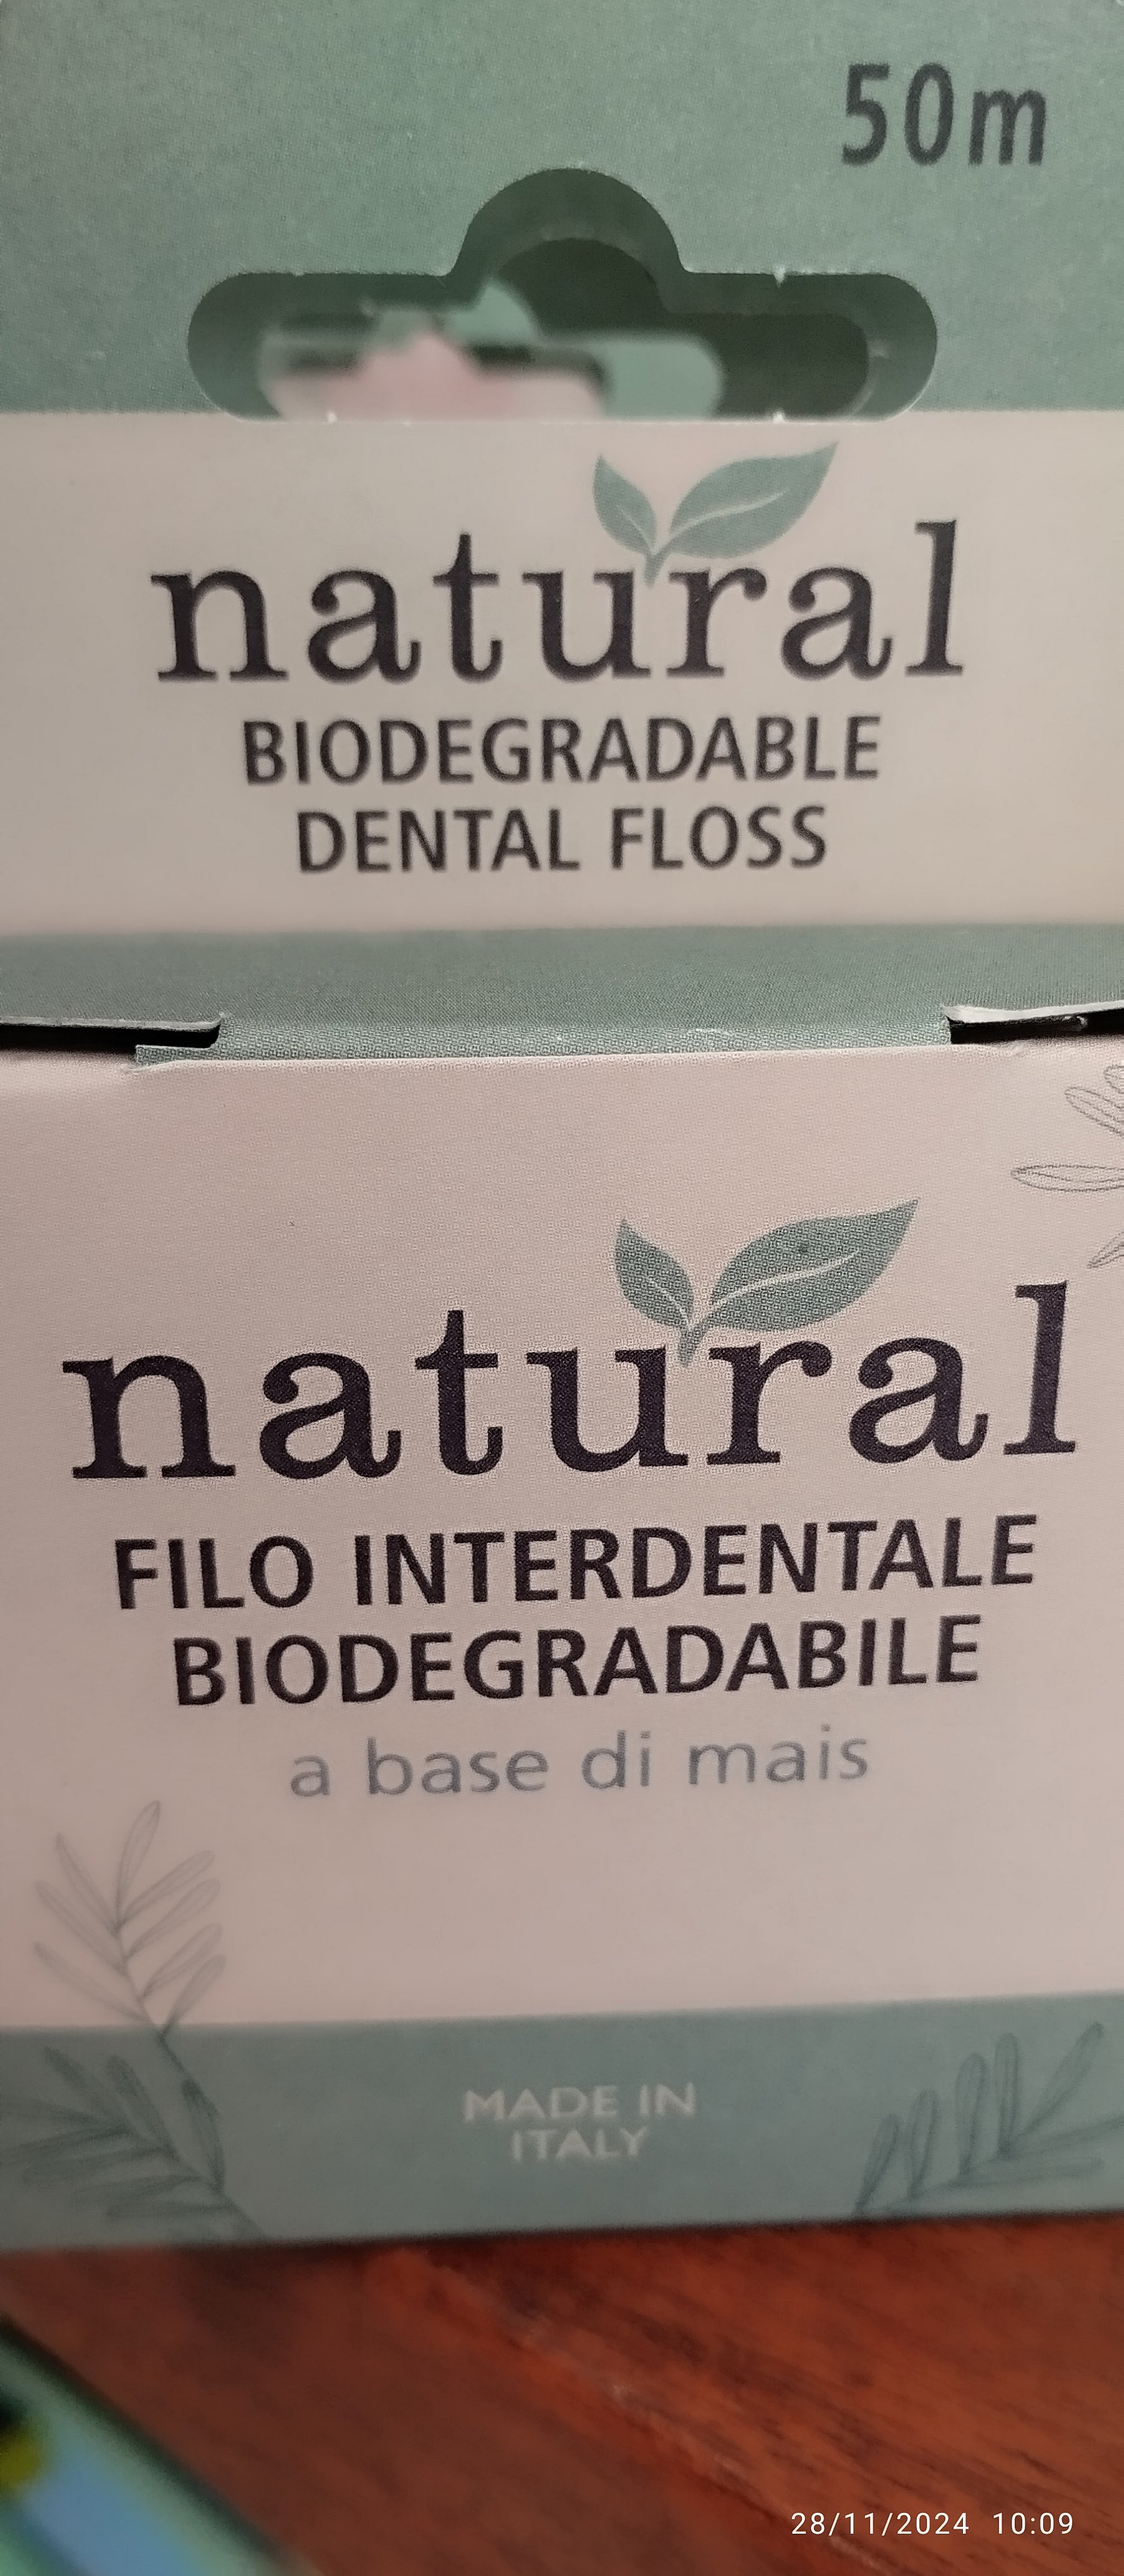 50m
natural
BIODEGRADABLE
DENTAL FLOSS
natural
FILO INTERDENTALE
BIODEGRADABILE
a base di mais
MADE IN
ITALY
28/11/2024 10:09